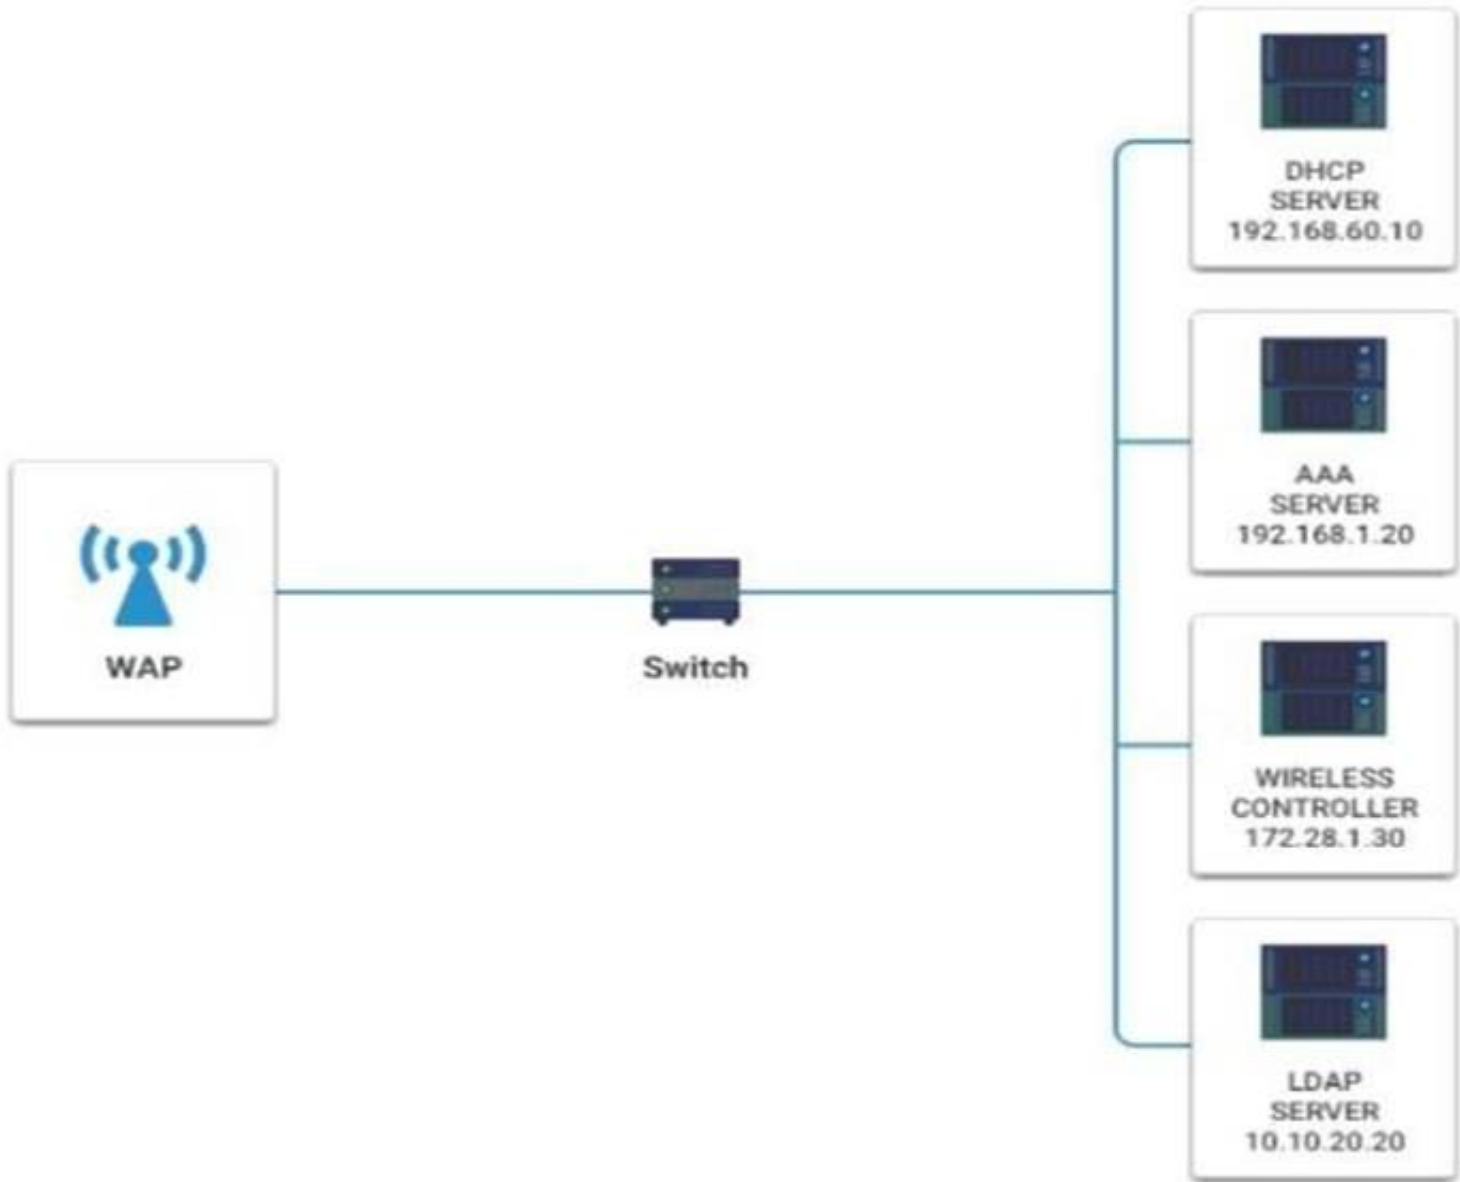 DHCP
SERVER
192.168.60.10
AAA
SERVER
192.168.1.20
WAP
Switch
WIRELESS
CONTROLLER
172.28.1.30
LDAP
SERVER
10.10.20.20